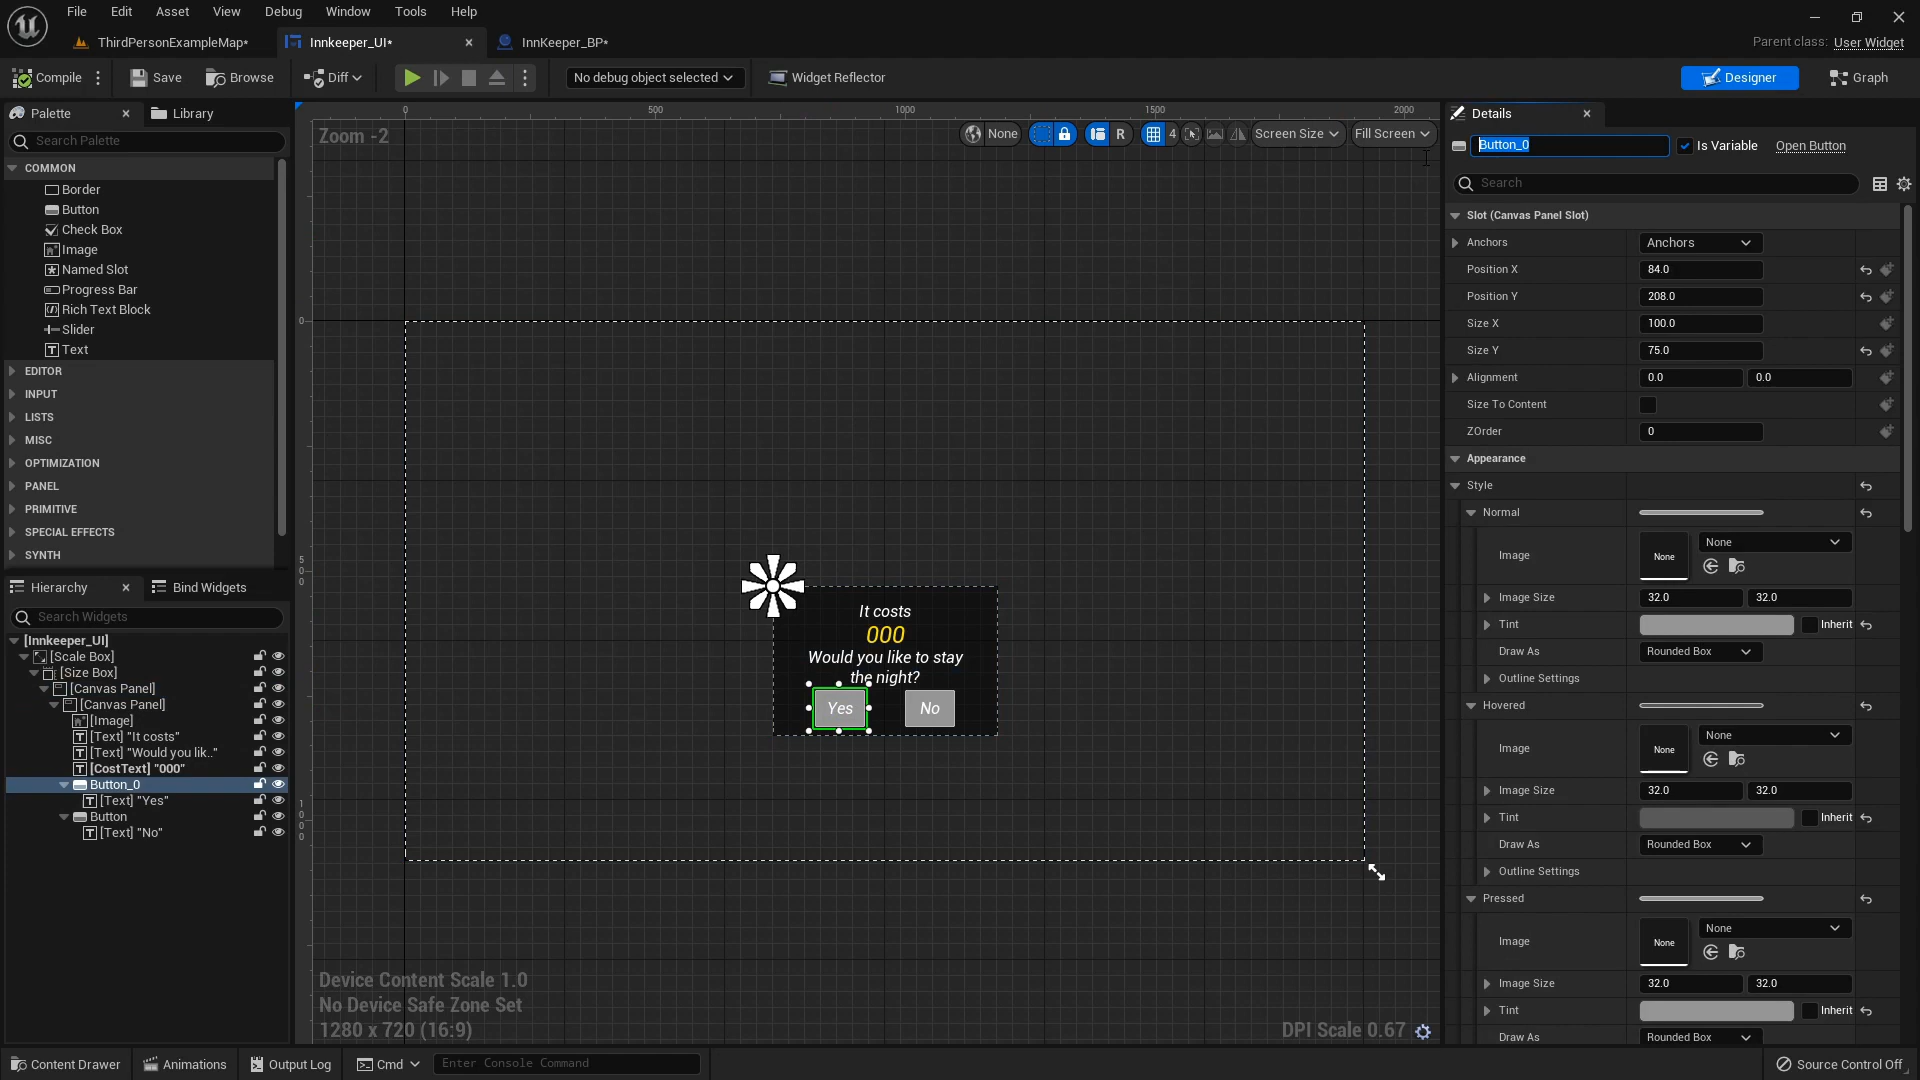 File Edit Asset View Debug Window Tools Help
ThirdPersonExampleMap* Innkeeper_UI* InnKeeper_BP*
Parent class: User Widget
Compile Save Browse Diff No debug object selected Widget Reflector Designer Graph
Palette Library
Search Palette
COMMON
Border
Button
Check Box
Image
Named Slot
Progress Bar
Rich Text Block
Slider
Text
EDITOR
INPUT
LISTS
MISC
OPTIMIZATION
PANEL
PRIMITIVE
SPECIAL EFFECTS
SYNTH
Hierarchy Bind Widgets
Search Widgets
[Innkeeper_UI]
[Scale Box]
[Size Box]
[Canvas Panel]
[Canvas Panel]
[Image]
[Text] "It costs"
[Text] "Would you lik.."
[CostText] "000"
Button_0
[Text] "Yes"
Button
[Text] "No"
0 500 1000 1500 2000
Zoom -2
None R 4 Screen Size Fill Screen
0
500
1000
It costs
000
Would you like to stay
the night?
Yes No
Device Content Scale 1.0
No Device Safe Zone Set
1280 x 720 (16:9)
DPI Scale 0.67
Details
Button_0 Is Variable Open Button
Search
Slot (Canvas Panel Slot)
Anchors Anchors
Position X 84.0
Position Y 208.0
Size X 100.0
Size Y 75.0
Alignment 0.0 0.0
Size To Content
ZOrder 0
Appearance
Style
Normal
Image None None
Image Size 32.0 32.0
Tint Inherit
Draw As Rounded Box
Outline Settings
Hovered
Image None None
Image Size 32.0 32.0
Tint Inherit
Draw As Rounded Box
Outline Settings
Pressed
Image None None
Image Size 32.0 32.0
Tint Inherit
Draw As Rounded Box
Content Drawer Animations Output Log Cmd Enter Console Command Source Control Off